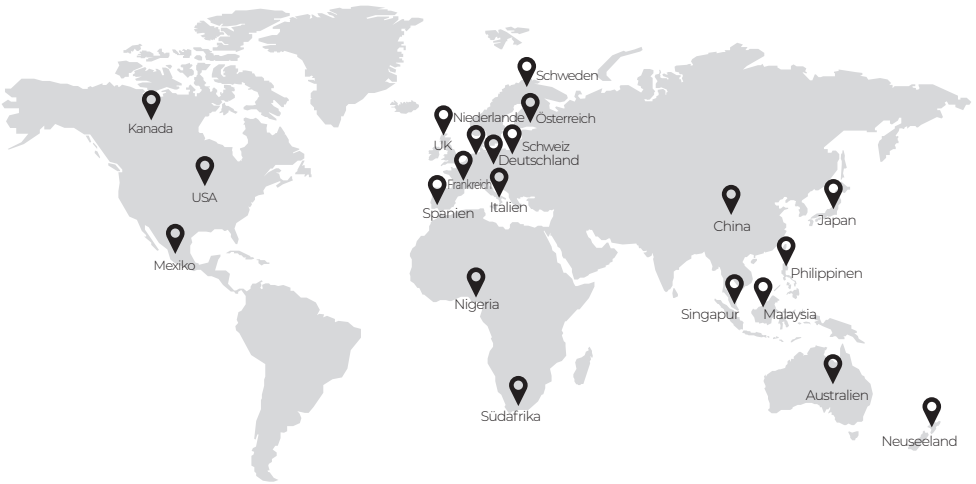 Schweden
Kanada
Niederlande
Österreich
UK
Schweiz
Deutschland
Frankreich
USA
Spanien
Italien
China
Japan
Mexiko
Philippinen
Nigeria
Singapur
Malaysia
Australien
Südafrika
Neuseeland